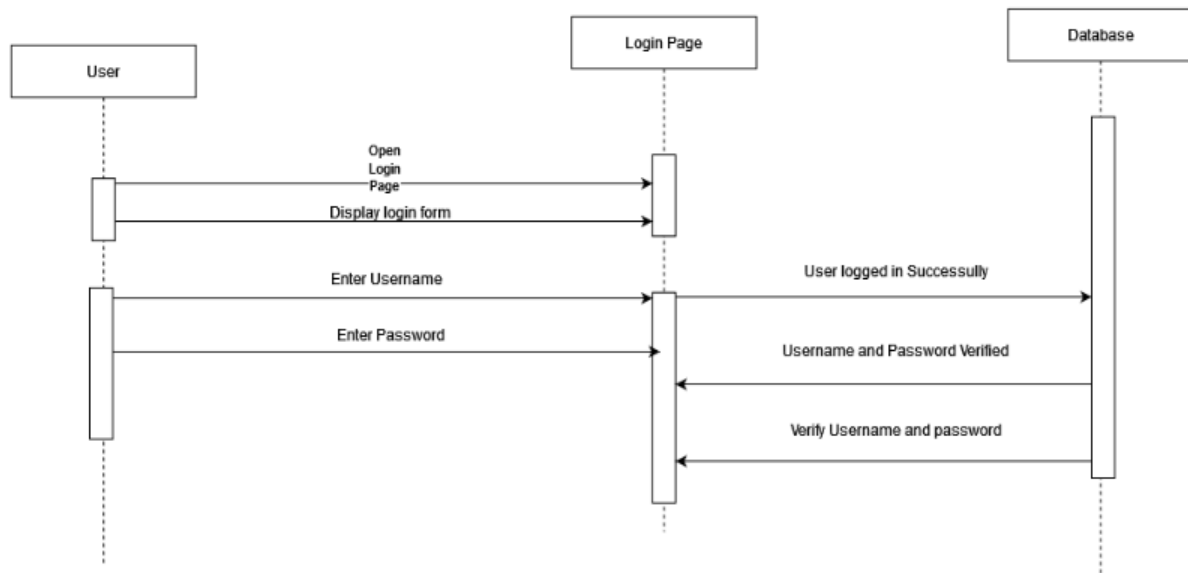 User
Login Page
Database
Open
Login
Page
Display login form
Enter Username
User logged in Successully
Enter Password
Username and Password Verified
Verify Username and password